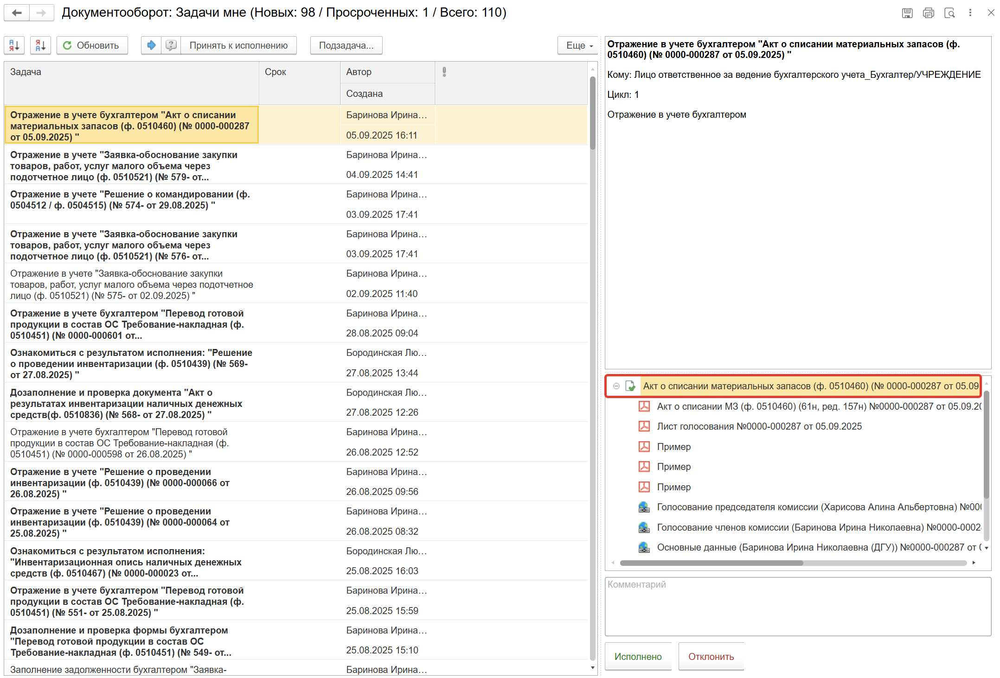 Документооборот: Задачи мне (Новых: 98 / Просроченных: 1 / Всего: 110)
Обновить
Принять к исполнению
Подзадача...
Еще
Задача
Срок
Автор
Создана
Отражение в учете бухгалтером "Акт о списании
материальных запасов (ф. 0510460) (№ 0000-000287
от 05.09.2025) "
Баринова Ирина...
05.09.2025 16:11
Отражение в учете "Заявка-обоснование закупки
товаров, работ, услуг малого объема через
подотчетное лицо (ф. 0510521) (№ 579- от...
Баринова Ирина...
04.09.2025 14:41
Отражение в учете "Решение о командировании (ф.
0504512 / ф. 0504515) (№ 574- от 29.08.2025) "
Баринова Ирина...
03.09.2025 17:41
Отражение в учете "Заявка-обоснование закупки
товаров, работ, услуг малого объема через
подотчетное лицо (ф. 0510521) (№ 576- от...
Баринова Ирина...
03.09.2025 17:41
Отражение в учете "Заявка-обоснование закупки
товаров, работ, услуг малого объема через подотчетное
лицо (ф. 0510521) (№ 575- от 02.09.2025) "
Баринова Ирина...
02.09.2025 11:40
Отражение в учете бухгалтером "Перевод готовой
продукции в состав ОС Требование-накладная (ф.
0510451) (№ 0000-000601 от...
Баринова Ирина...
28.08.2025 09:04
Ознакомиться с результатом исполнения: "Решение
о проведении инвентаризации (ф. 0510439) (№ 569-
от 27.08.2025) "
Бородинская Лю...
27.08.2025 13:44
Дозаполнение и проверка документа "Акт о
результатах инвентаризации наличных денежных
средств(ф. 0510836) (№ 568- от 27.08.2025) "
Бородинская Лю...
27.08.2025 12:26
Отражение в учете бухгалтером "Перевод готовой
продукции в состав ОС Требование-накладная (ф.
0510451) (№ 0000-000598 от 26.08.2025) "
Баринова Ирина...
26.08.2025 12:52
Отражение в учете "Решение о проведении
инвентаризации (ф. 0510439) (№ 0000-000066 от
26.08.2025) "
Баринова Ирина...
26.08.2025 09:56
Отражение в учете "Решение о проведении
инвентаризации (ф. 0510439) (№ 0000-000064 от
25.08.2025) "
Баринова Ирина...
26.08.2025 08:32
Ознакомиться с результатом исполнения:
"Инвентаризационная опись наличных денежных
средств (ф. 0510467) (№ 0000-000023 от...
Бородинская Лю...
25.08.2025 16:03
Отражение в учете бухгалтером "Перевод готовой
продукции в состав ОС Требование-накладная (ф.
0510451) (№ 551- от 25.08.2025) "
Баринова Ирина...
25.08.2025 15:59
Дозаполнение и проверка формы бухгалтером
"Перевод готовой продукции в состав ОС
Требование-накладная (ф. 0510451) (№ 549- от...
Баринова Ирина...
25.08.2025 15:10
Заполнение задолженности бухгалтером "Заявка-
Баринова Ирина...
Отражение в учете бухгалтером "Акт о списании материальных запасов (ф.
0510460) (№ 0000-000287 от 05.09.2025) "
Кому: Лицо ответственное за ведение бухгалтерского учета_Бухгалтер/УЧРЕЖДЕНИЕ
Цикл: 1
Отражение в учете бухгалтером
Акт о списании материальных запасов (ф. 0510460) (№ 0000-000287 от 05.09
Акт о списании МЗ (ф. 0510460) (61н, ред. 157н) №0000-000287 от 05.09.20
Лист голосования №0000-000287 от 05.09.2025
Пример
Пример
Пример
Голосование председателя комиссии (Харисова Алина Альбертовна) №000
Голосование членов комиссии (Баринова Ирина Николаевна) №0000-0002
Основные данные (Баринова Ирина Николаевна (ДГУ)) №0000-000287 от 0
Комментарий
Исполнено
Отклонить